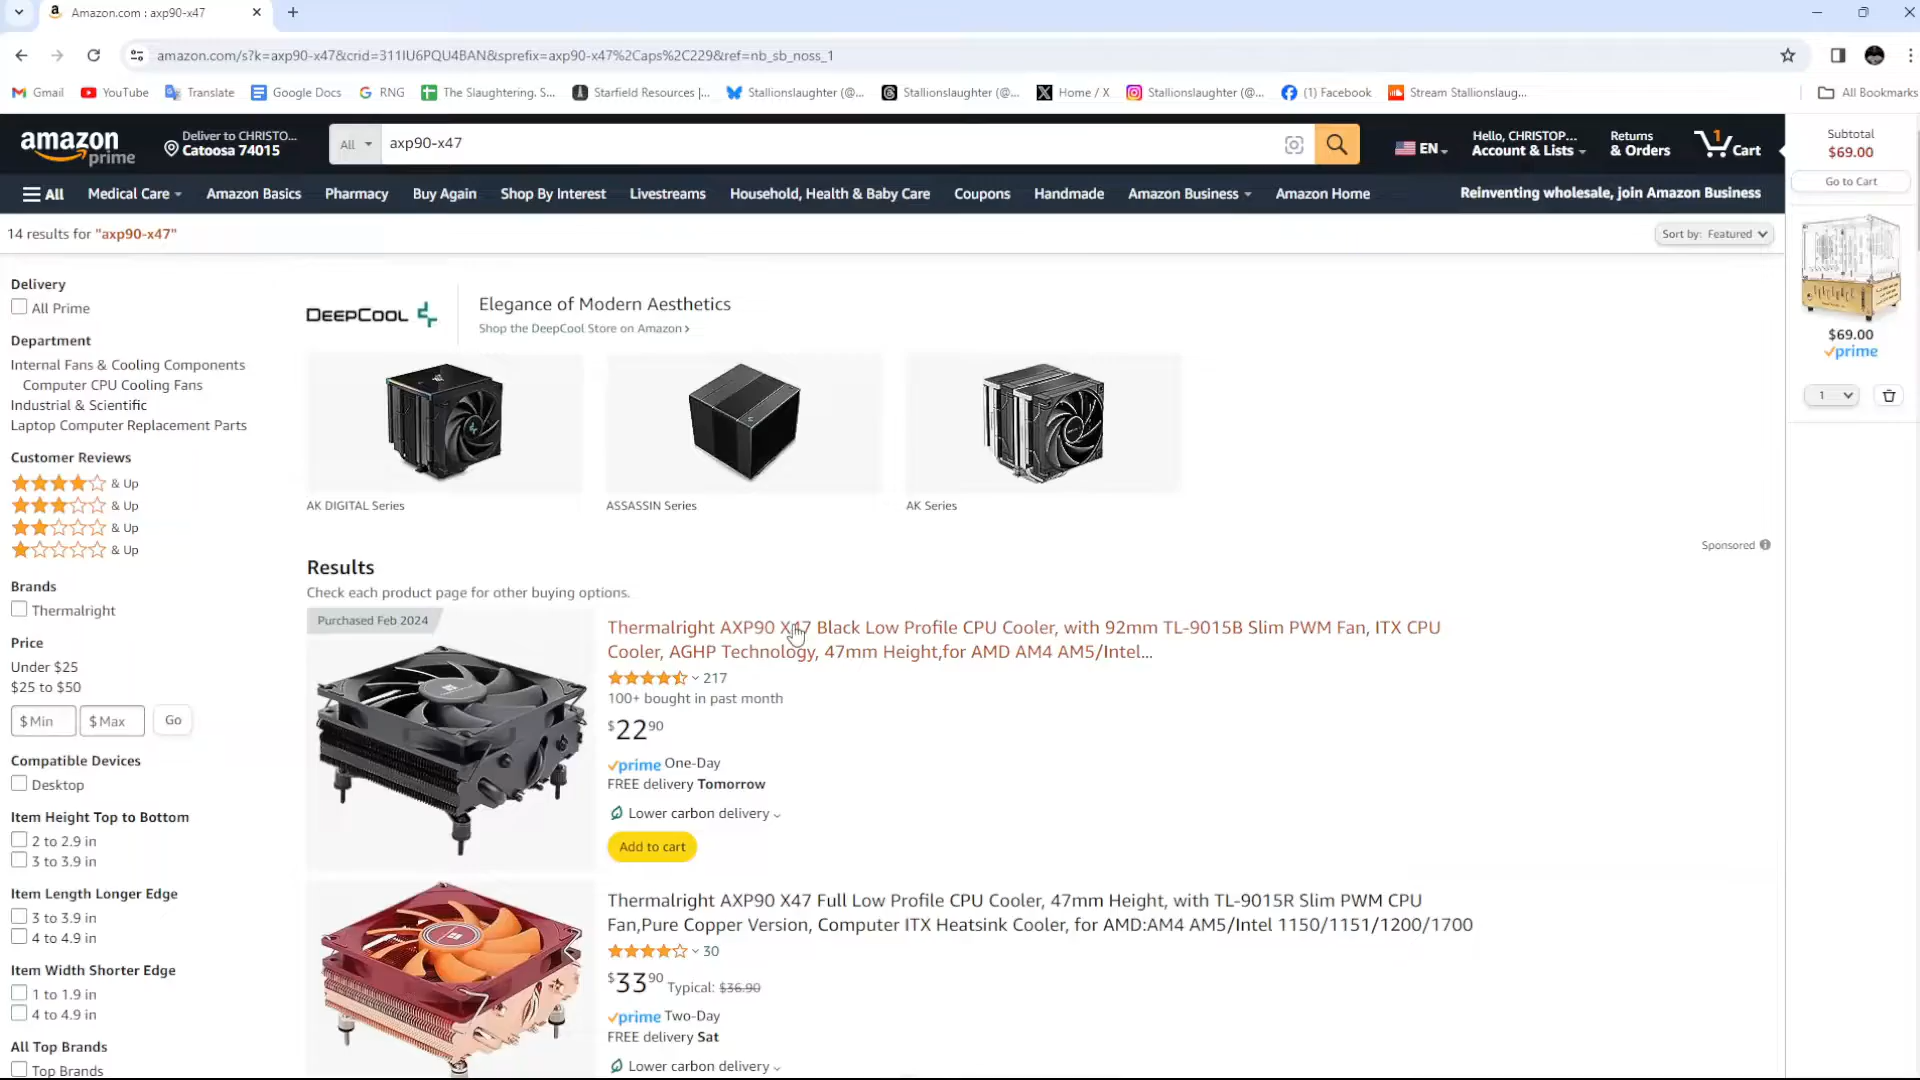 Amazon.com : axp90-x47
amazon.com/s?k=axp90-x47&crid=311IU6PQU4BAN&sprefix=axp90-x47%2Caps%2C229&ref=nb_sb_noss_1
Gmail YouTube Translate Google Docs RNG The Slaughtering. S... Starfield Resources |... Stallionslaughter (@... Stallionslaughter (@... Home / X Stallionslaughter (@... (1) Facebook Stream Stallionslaug... All Bookmarks
amazon prime
Deliver to CHRISTO...
Catoosa 74015
All axp90-x47
EN
Hello, CHRISTOP...
Account & Lists
Returns
& Orders
1 Cart
Subtotal
$69.00
Go to Cart
All Medical Care Amazon Basics Pharmacy Buy Again Shop By Interest Livestreams Household, Health & Baby Care Coupons Handmade Amazon Business Amazon Home Reinventing wholesale, join Amazon Business
14 results for "axp90-x47"
Sort by: Featured
$69.00
prime
1
Delivery
All Prime
Department
Internal Fans & Cooling Components
Computer CPU Cooling Fans
Industrial & Scientific
Laptop Computer Replacement Parts
Customer Reviews
& Up
& Up
& Up
& Up
Brands
Thermalright
Price
Under $25
$25 to $50
$ Min $ Max Go
Compatible Devices
Desktop
Item Height Top to Bottom
2 to 2.9 in
3 to 3.9 in
Item Length Longer Edge
3 to 3.9 in
4 to 4.9 in
Item Width Shorter Edge
1 to 1.9 in
4 to 4.9 in
All Top Brands
Top Brands
DEEPCOOL
Elegance of Modern Aesthetics
Shop the DeepCool Store on Amazon ›
AK DIGITAL Series ASSASSIN Series AK Series
Sponsored
Results
Check each product page for other buying options.
Purchased Feb 2024
Thermalright AXP90 X47 Black Low Profile CPU Cooler, with 92mm TL-9015B Slim PWM Fan, ITX CPU
Cooler, AGHP Technology, 47mm Height,for AMD AM4 AM5/Intel...
217
100+ bought in past month
$22 90
prime One-Day
FREE delivery Tomorrow
Lower carbon delivery
Add to cart
Thermalright AXP90 X47 Full Low Profile CPU Cooler, 47mm Height, with TL-9015R Slim PWM CPU
Fan,Pure Copper Version, Computer ITX Heatsink Cooler, for AMD:AM4 AM5/Intel 1150/1151/1200/1700
30
$33 90 Typical: $36.90
prime Two-Day
FREE delivery Sat
Lower carbon delivery